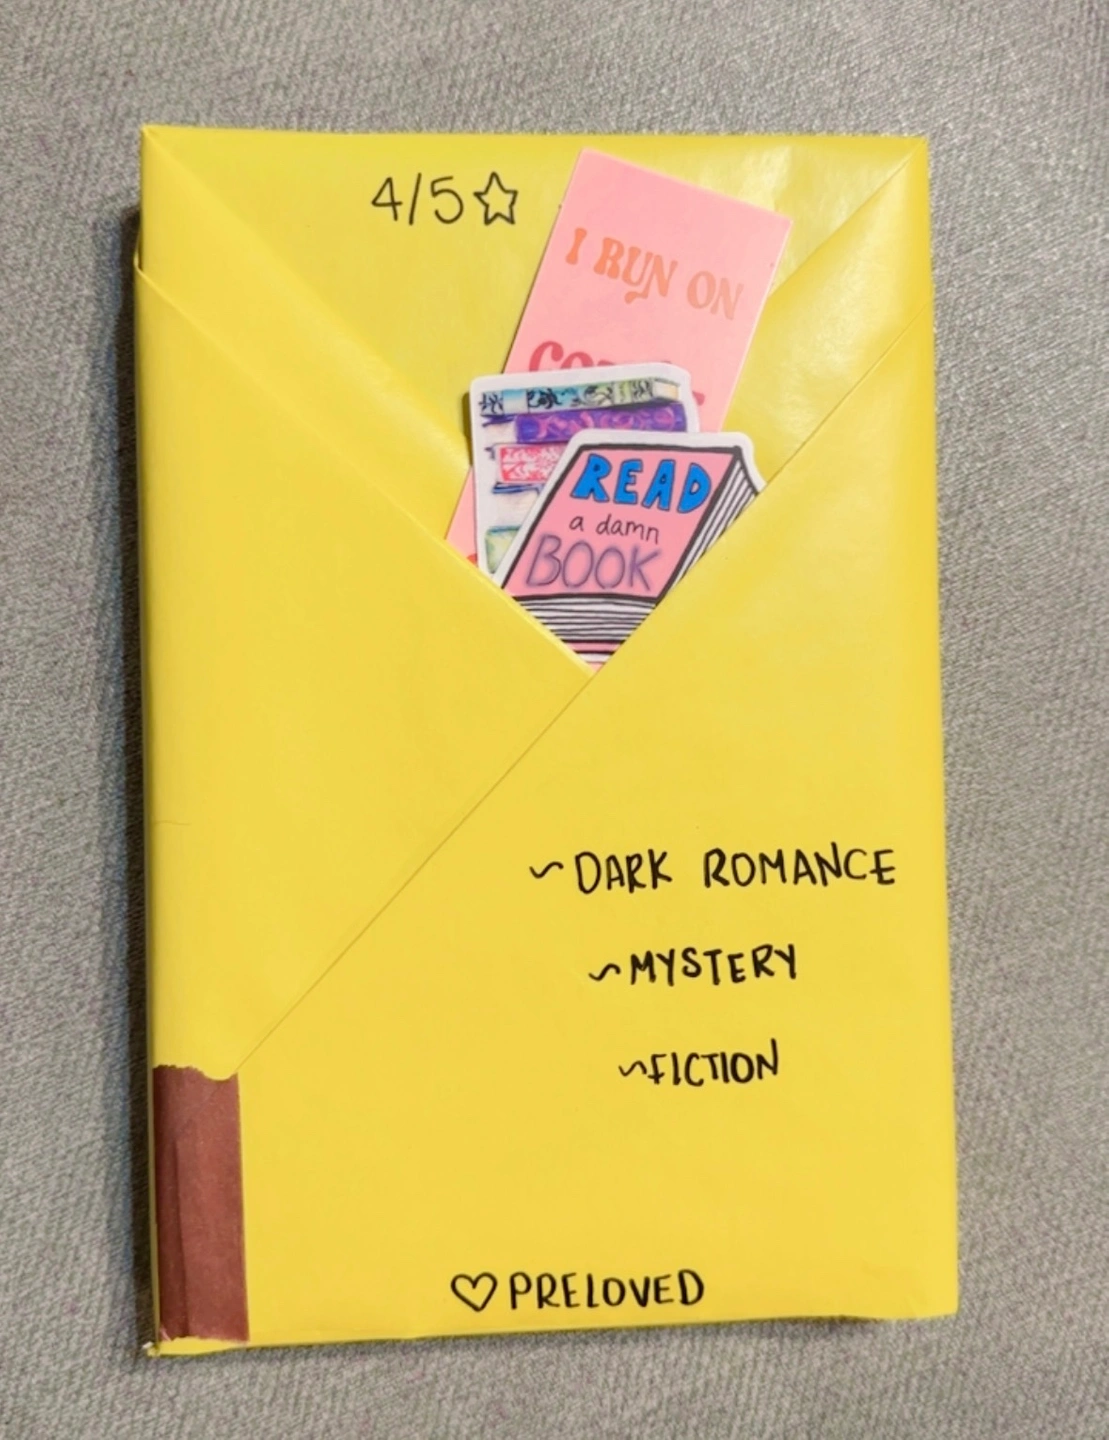 4/5☆
I RUN ON
READ
a damn
BOOK
~DARK ROMANCE
~MYSTERY
~FICTION
♡ PRELOVED